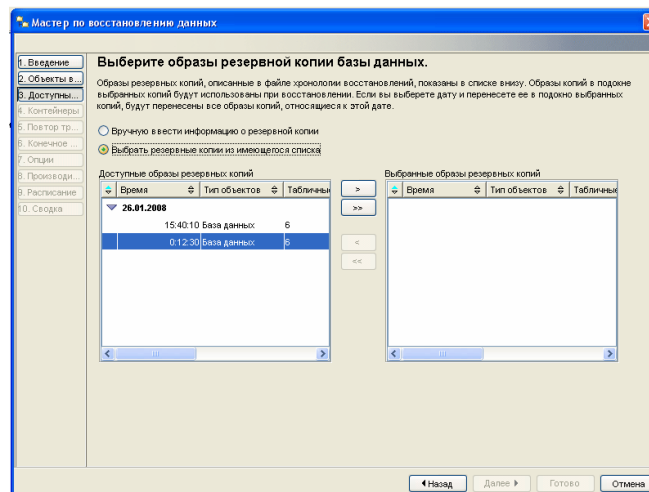 Мастер по восстановлению данных
1. Введение
2. Объекты в...
3. Доступны...
4. Контейнеры
5. Повтор тр...
6. Конечное ...
7. Опции
8. Производи...
9. Расписание
10. Сводка
Выберите образы резервной копии базы данных.
Образы резервных копий, описанные в файле хронологии восстановлений, показаны в списке внизу. Образы копий в подокне
выбранных копий будут использованы при восстановлении. Если вы выберете дату и перенесете ее в подокно выбранных
копий, будут перенесены все образы копий, относящиеся к этой дате.
Вручную ввести информацию о резервной копии
Выбрать резервные копии из имеющегося списка
Доступные образы резервных копий
Время Тип объектов Табличны
26.01.2008
15:40:10 База данных 6
0:12:30 База данных 6
>
>>
<
<<
Выбранные образы резервных копий
Время Тип объектов Табличные
Назад Далее Готово Отмена